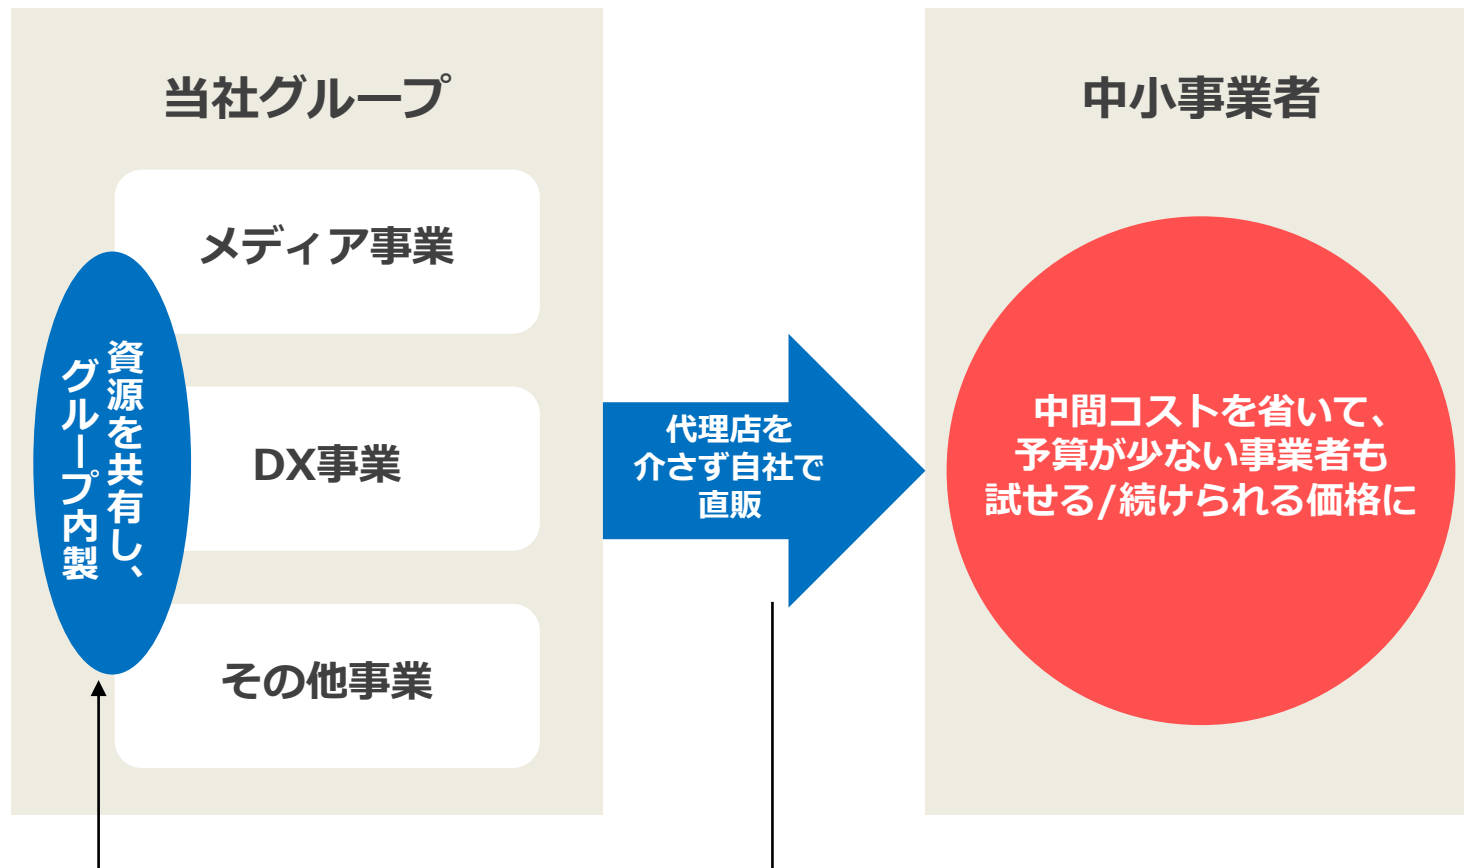 当社グループ
メディア事業
DX事業
その他事業
資源を共有し、
グループ内製
代理店を
介さず自社で
直販
中小事業者
中間コストを省いて、
予算が少ない事業者も
試せる/続けられる価格に